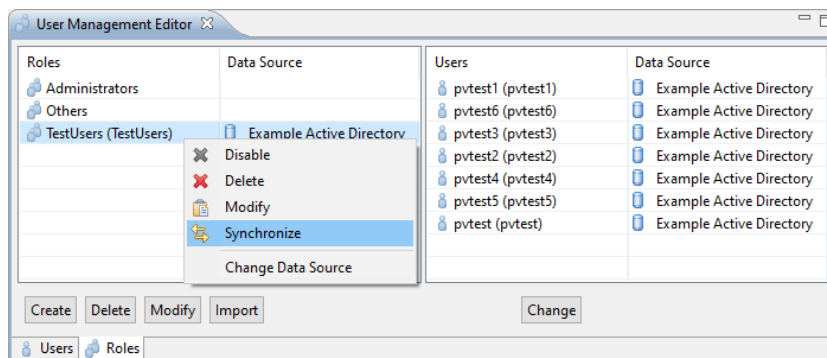 User Management Editor
Roles Data Source Users Data Source
Administrators pvtest1 (pvtest1) Example Active Directory
Others pvtest6 (pvtest6) Example Active Directory
TestUsers (TestUsers) Example Active Directory pvtest3 (pvtest3) Example Active Directory
Disable pvtest2 (pvtest2) Example Active Directory
Delete pvtest4 (pvtest4) Example Active Directory
Modify pvtest5 (pvtest5) Example Active Directory
Synchronize pvtest (pvtest) Example Active Directory
Change Data Source
Create Delete Modify Import Change
Users Roles